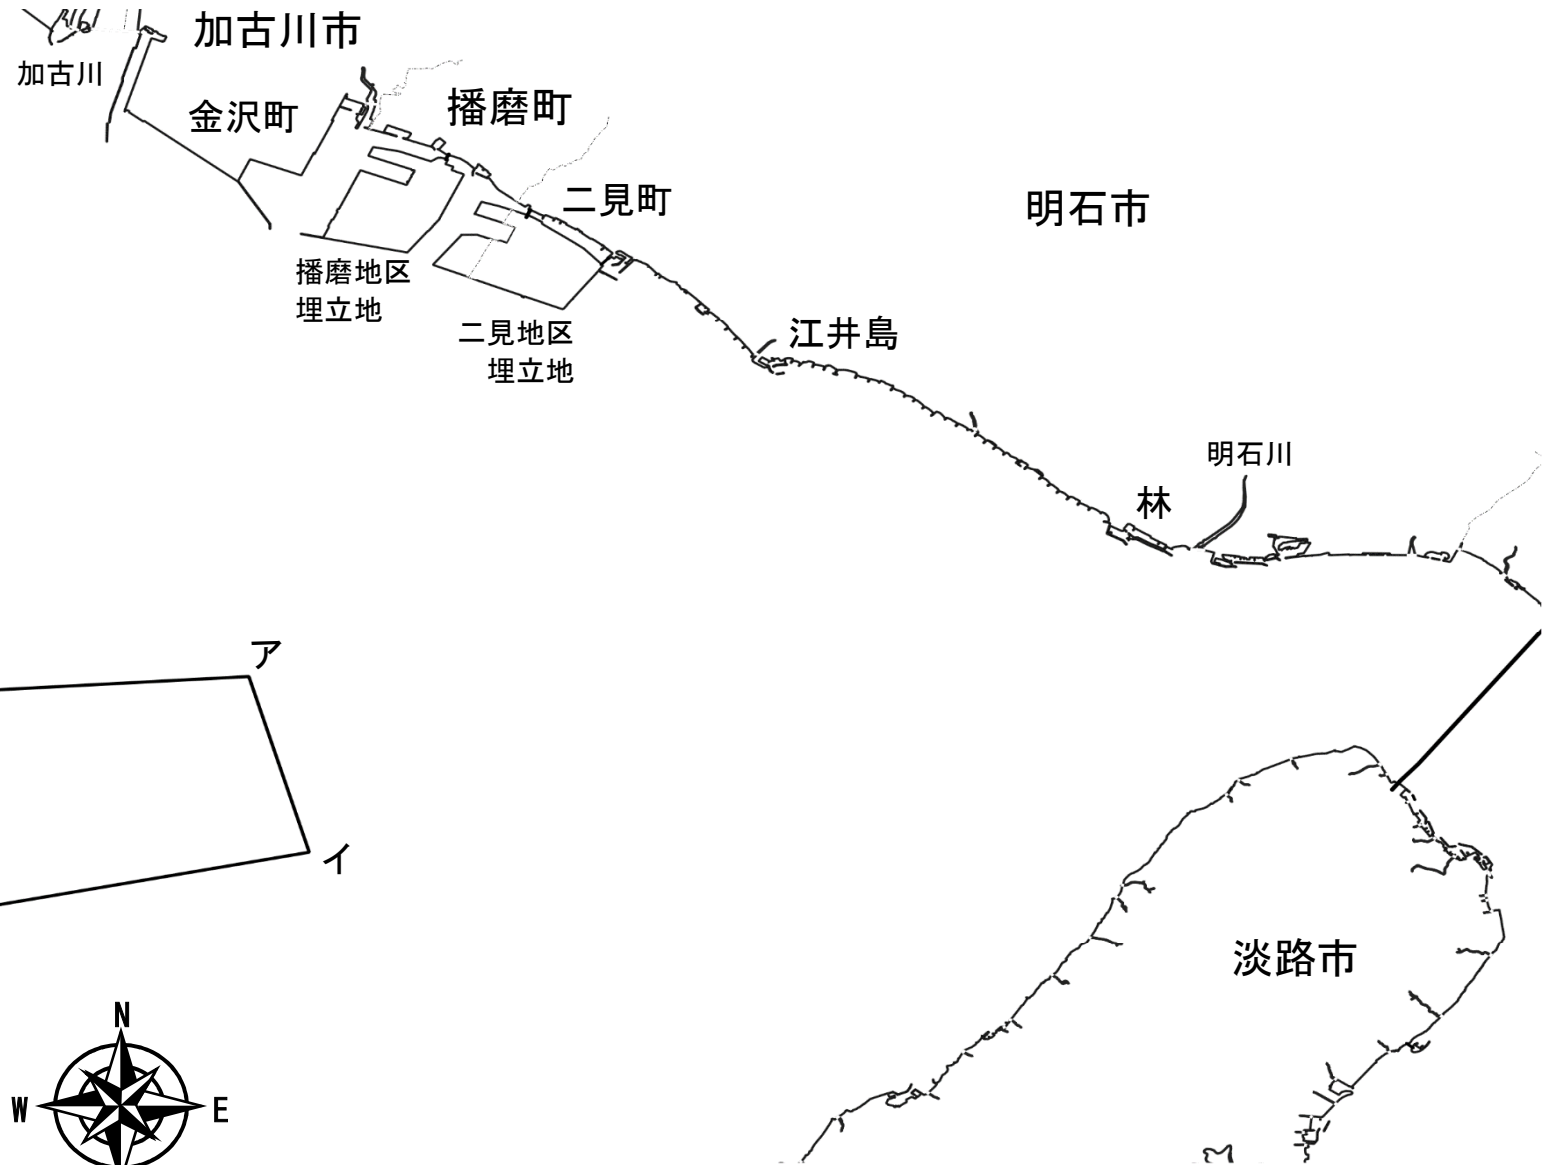 加古川市
加古川
金沢町
播磨町
二見町
明石市
播磨地区
埋立地
二見地区
埋立地
江井島
明石川
林
ア
イ
淡路市
N
W
E